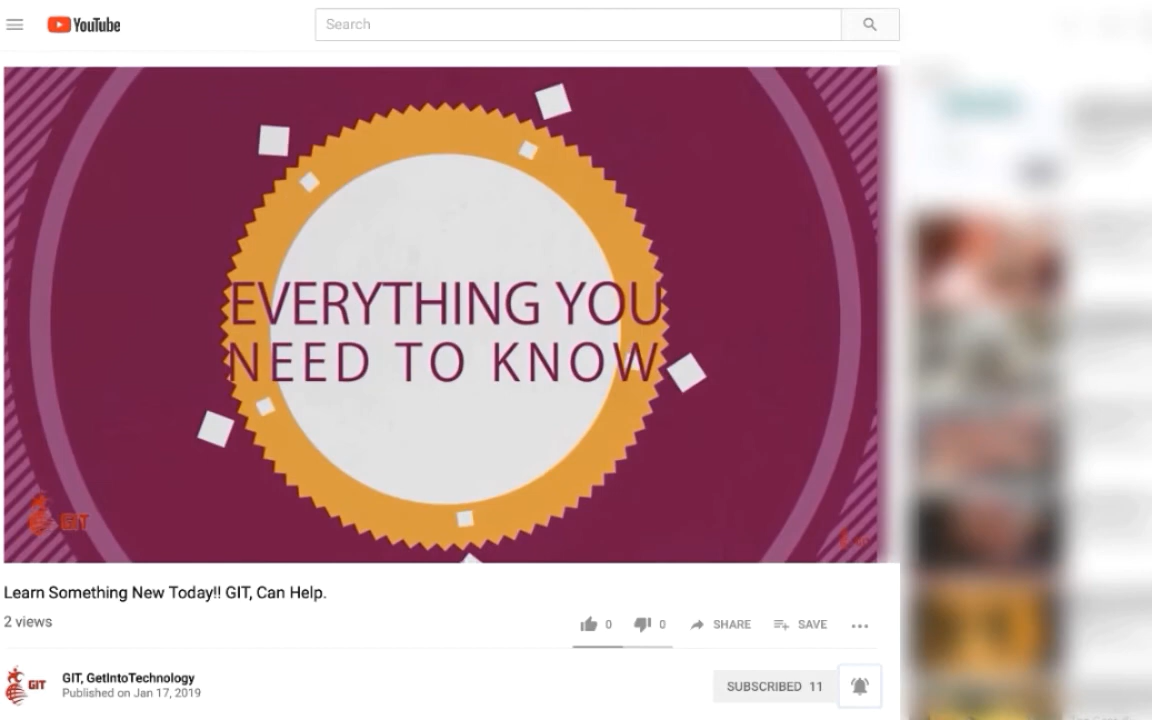 YouTube
Search
EVERYTHING YOU
NEED TO KNOW
GIT
Learn Something New Today!! GIT, Can Help.
2 views
0
0
SHARE
SAVE
GIT
GIT, GetIntoTechnology
Published on Jan 17, 2019
SUBSCRIBED 11